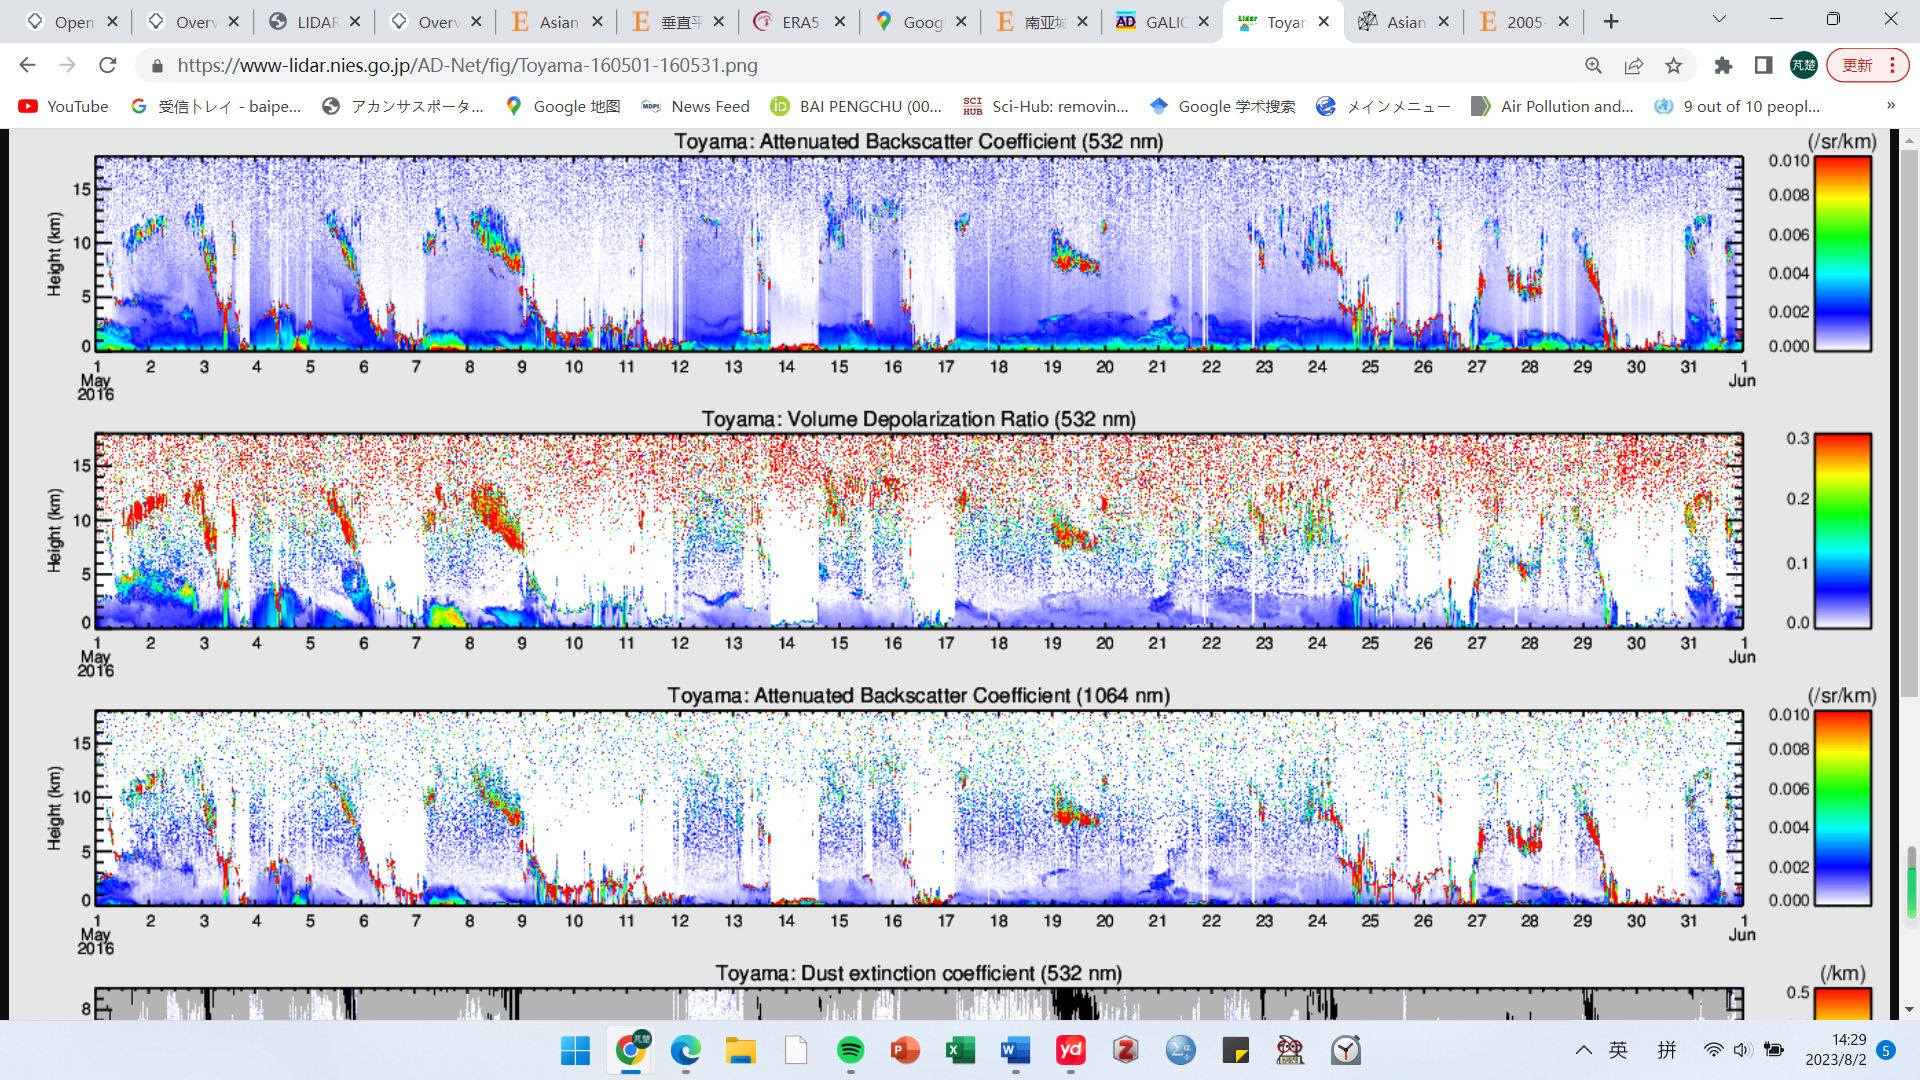 Open
Over
LIDAR
Over
Asian
垂直平
ERA5
Goog
南亚城
GALIO
Toyam
Asian
2005-
https://www-lidar.nies.go.jp/AD-Net/fig/Toyama-160501-160531.png
更新
YouTube
受信トレイ - baipe...
アカンサスポータ...
Google 地图
News Feed
BAI PENGCHU (00...
Sci-Hub: removin...
Google 学术搜索
メインメニュー
Air Pollution and...
9 out of 10 peopl...
»
Toyama: Attenuated Backscatter Coefficient (532 nm)
(/sr/km)
Height (km)
15
10
5
0
1 2 3 4 5 6 7 8 9 10 11 12 13 14 15 16 17 18 19 20 21 22 23 24 25 26 27 28 29 30 31 1
May Jun
2016
0.010
0.008
0.006
0.004
0.002
0.000
Toyama: Volume Depolarization Ratio (532 nm)
Height (km)
15
10
5
0
1 2 3 4 5 6 7 8 9 10 11 12 13 14 15 16 17 18 19 20 21 22 23 24 25 26 27 28 29 30 31 1
May Jun
2016
0.3
0.2
0.1
0.0
Toyama: Attenuated Backscatter Coefficient (1064 nm)
(/sr/km)
Height (km)
15
10
5
0
1 2 3 4 5 6 7 8 9 10 11 12 13 14 15 16 17 18 19 20 21 22 23 24 25 26 27 28 29 30 31 1
May Jun
2016
0.010
0.008
0.006
0.004
0.002
0.000
Toyama: Dust extinction coefficient (532 nm)
(/km)
8
0.5
英
拼
14:29
2023/8/2
5